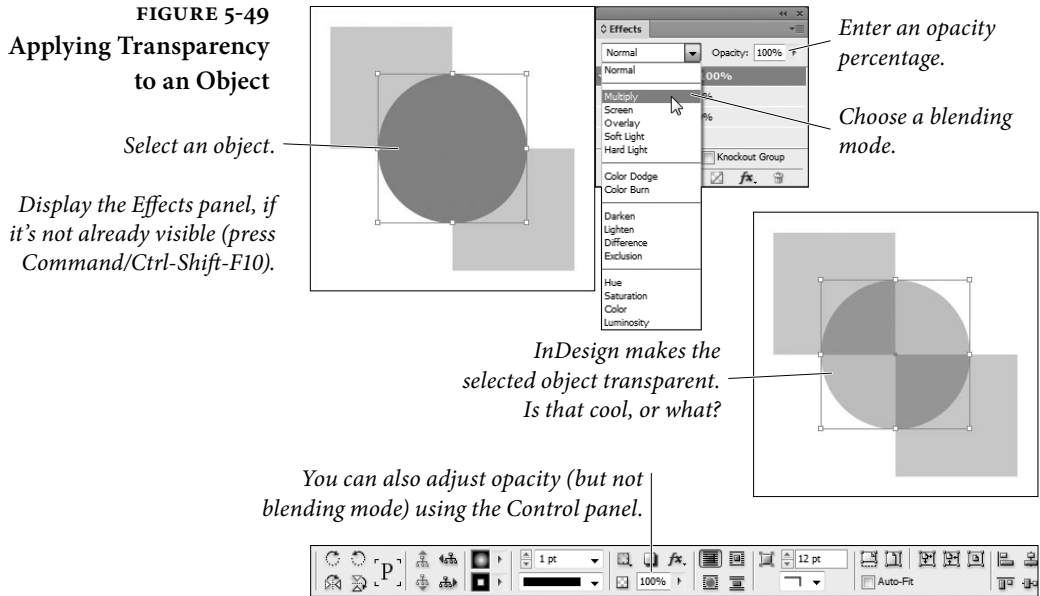 FIGURE 5-49
Applying Transparency
to an Object
Select an object.
Display the Effects panel, if
it's not already visible (press
Command/Ctrl-Shift-F10).
Effects
Normal
Opacity: 100%
Normal
100%
Multiply
%
Screen
Overlay
0%
Soft Light
Hard Light
Knockout Group
Color Dodge
fx.
Color Burn
Darken
Lighten
Difference
Exclusion
Hue
Saturation
Color
Luminosity
Enter an opacity
percentage.
Choose a blending
mode.
InDesign makes the
selected object transparent.
Is that cool, or what?
You can also adjust opacity (but not
blending mode) using the Control panel.
P
1 pt
fx.
12 pt
100%
Auto-Fit